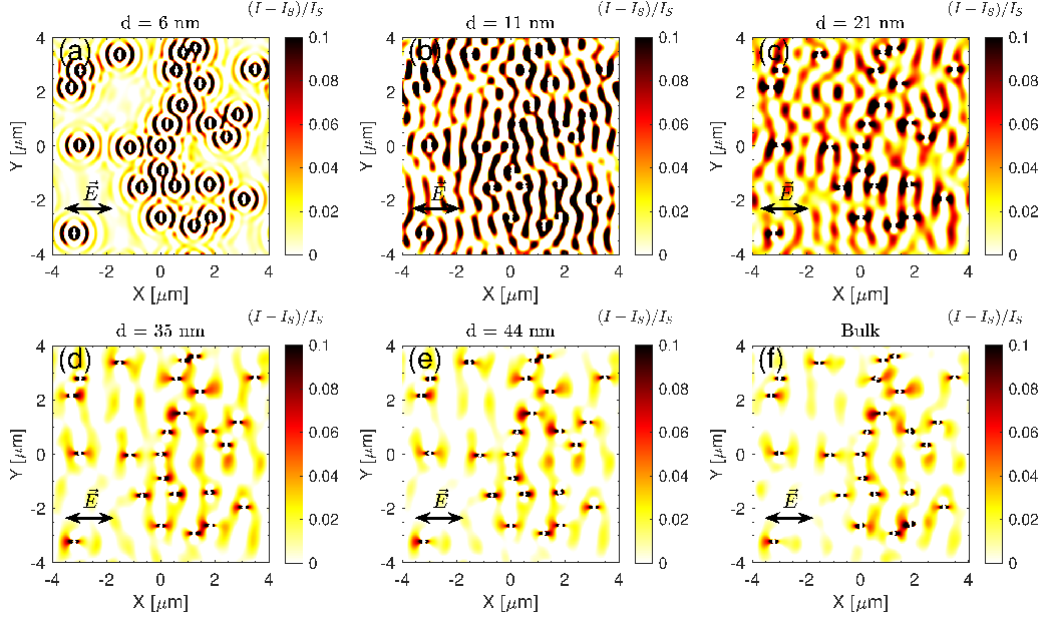 d = 6 nm
(I − I_S)/I_S
(a)
Y [μm]
4
2
0
-2
-4
E⃗
-4
-2
0
2
4
X [μm]
0.1
0.08
0.06
0.04
0.02
0
d = 11 nm
(I − I_S)/I_S
(b)
Y [μm]
4
2
0
-2
-4
E⃗
-4
-2
0
2
4
X [μm]
0.1
0.08
0.06
0.04
0.02
0
d = 21 nm
(I − I_S)/I_S
(c)
Y [μm]
4
2
0
-2
-4
E⃗
-4
-2
0
2
4
X [μm]
0.1
0.08
0.06
0.04
0.02
0
d = 35 nm
(I − I_S)/I_S
(d)
Y [μm]
4
2
0
-2
-4
E⃗
-4
-2
0
2
4
X [μm]
0.1
0.08
0.06
0.04
0.02
0
d = 44 nm
(I − I_S)/I_S
(e)
Y [μm]
4
2
0
-2
-4
E⃗
-4
-2
0
2
4
X [μm]
0.1
0.08
0.06
0.04
0.02
0
Bulk
(I − I_S)/I_S
(f)
Y [μm]
4
2
0
-2
-4
E⃗
-4
-2
0
2
4
X [μm]
0.1
0.08
0.06
0.04
0.02
0